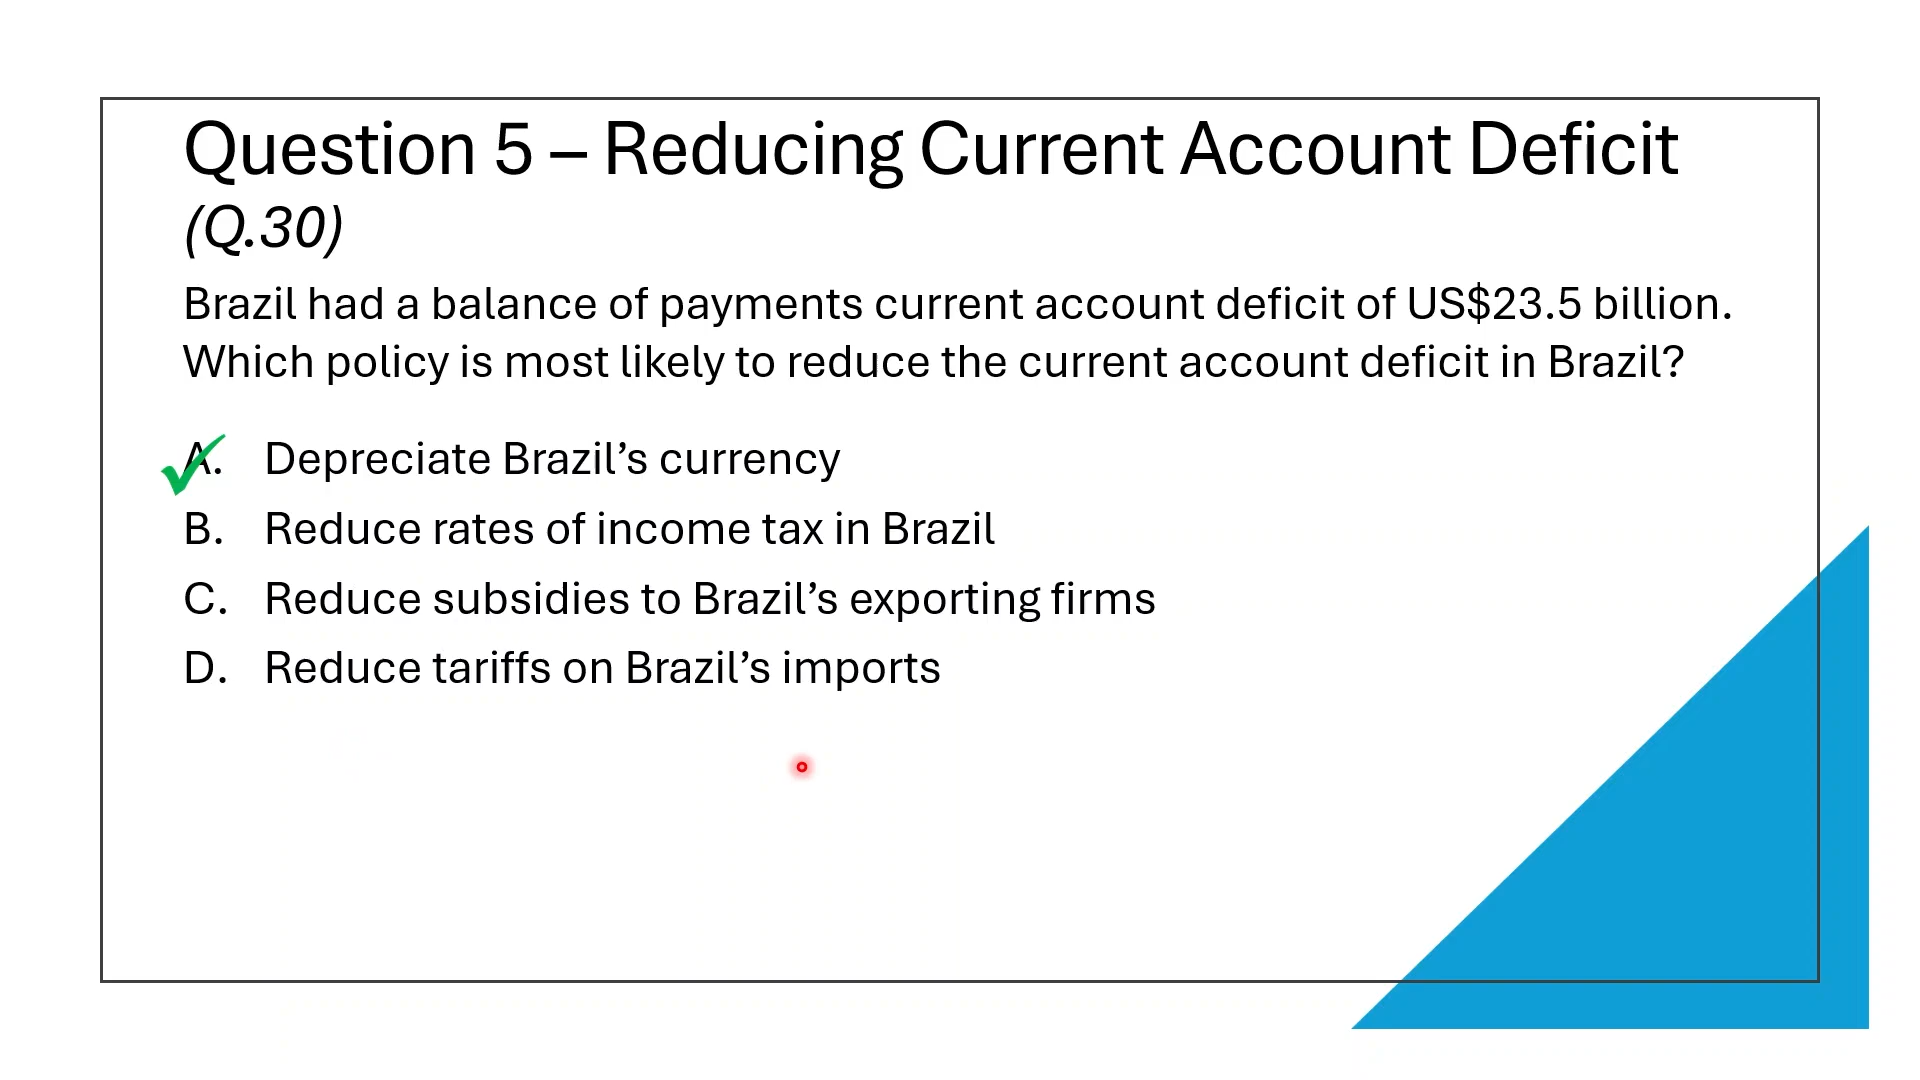 Question 5 – Reducing Current Account Deficit
(Q.30)
Brazil had a balance of payments current account deficit of US$23.5 billion.
Which policy is most likely to reduce the current account deficit in Brazil?
A. Depreciate Brazil’s currency
B. Reduce rates of income tax in Brazil
C. Reduce subsidies to Brazil’s exporting firms
D. Reduce tariffs on Brazil’s imports